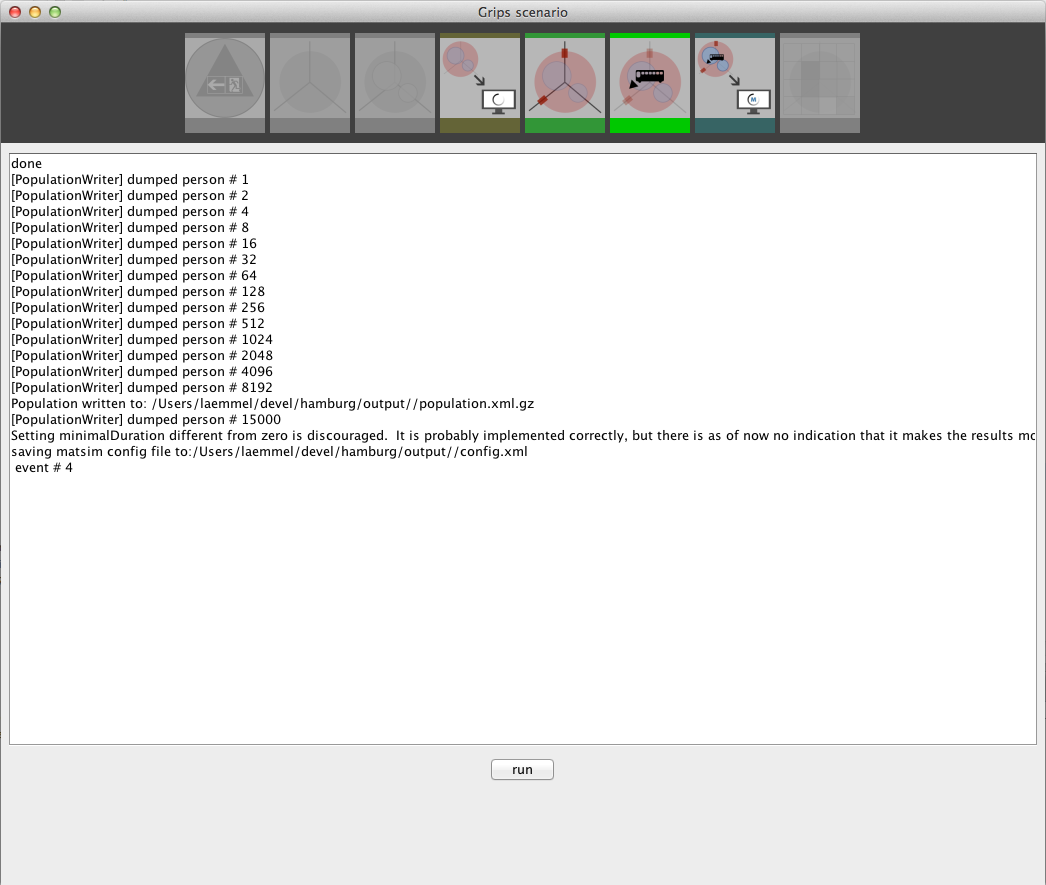 Grips scenario
M
done
[PopulationWriter] dumped person # 1
[PopulationWriter] dumped person # 2
[PopulationWriter] dumped person # 4
[PopulationWriter] dumped person # 8
[PopulationWriter] dumped person # 16
[PopulationWriter] dumped person # 32
[PopulationWriter] dumped person # 64
[PopulationWriter] dumped person # 128
[PopulationWriter] dumped person # 256
[PopulationWriter] dumped person # 512
[PopulationWriter] dumped person # 1024
[PopulationWriter] dumped person # 2048
[PopulationWriter] dumped person # 4096
[PopulationWriter] dumped person # 8192
Population written to: /Users/laemmel/devel/hamburg/output//population.xml.gz
[PopulationWriter] dumped person # 15000
Setting minimalDuration different from zero is discouraged.  It is probably implemented correctly, but there is as of now no indication that it makes the results mo
saving matsim config file to:/Users/laemmel/devel/hamburg/output//config.xml
 event # 4
run